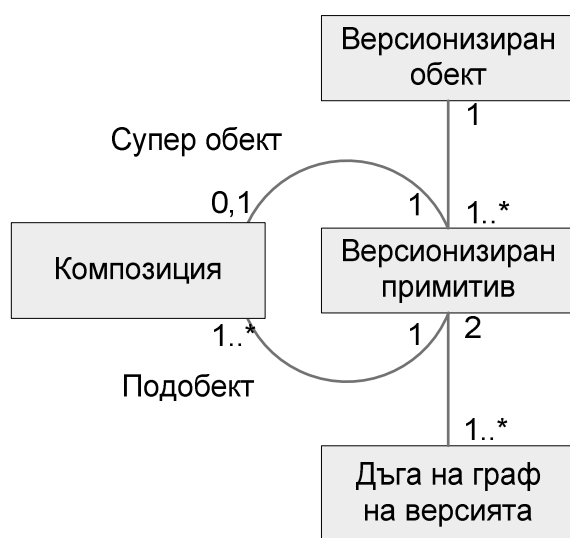 Версионизиран
обект
1
Супер обект
0,1
1
1..*
Композиция
Версионизиран
примитив
1..*
1
2
Подобект
1..*
Дъга на граф
на версията